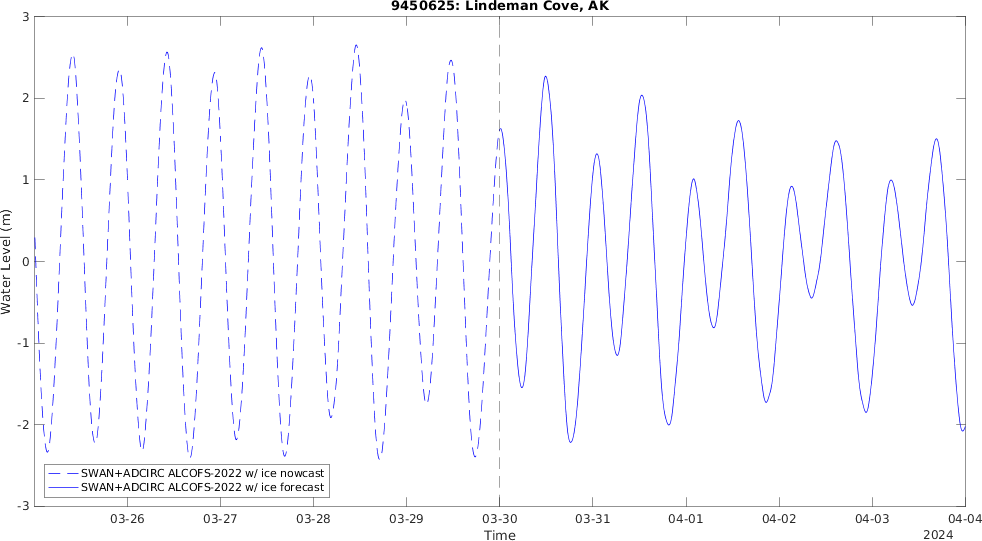 9450625: Lindeman Cove, AK
3
2
1
0
-1
-2
-3
Water Level (m)
SWAN+ADCIRC ALCOFS-2022 w/ ice nowcast
SWAN+ADCIRC ALCOFS-2022 w/ ice forecast
03-26 03-27 03-28 03-29 03-30 03-31 04-01 04-02 04-03 04-04
Time
2024